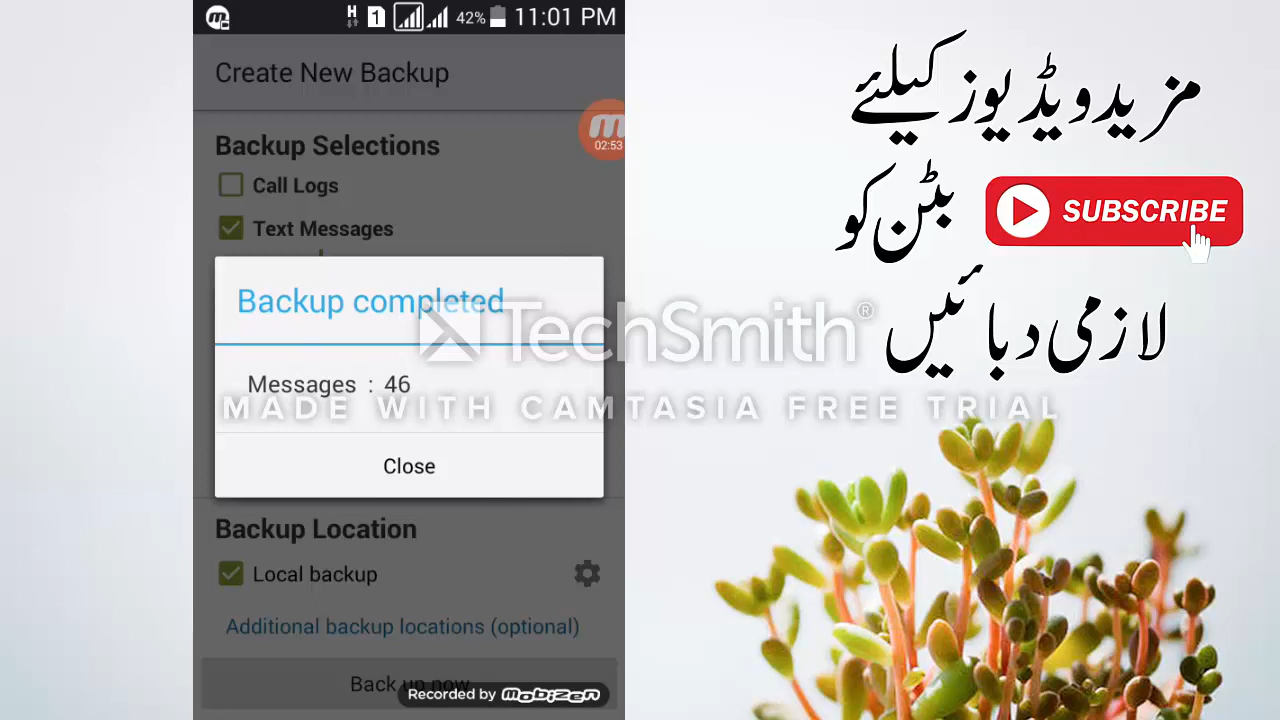 H 1 42% 11:01 PM
Create New Backup
02:53
Backup Selections
Call Logs
Text Messages
Backup completed
Messages : 46
Close
Backup Location
Local backup
Additional backup locations (optional)
Back up now
Recorded by Mobizen
TechSmith®
MADE WITH CAMTASIA FREE TRIAL
مزید ویڈیوز کیلئے
SUBSCRIBE بٹن کو
لازمی دبائیں